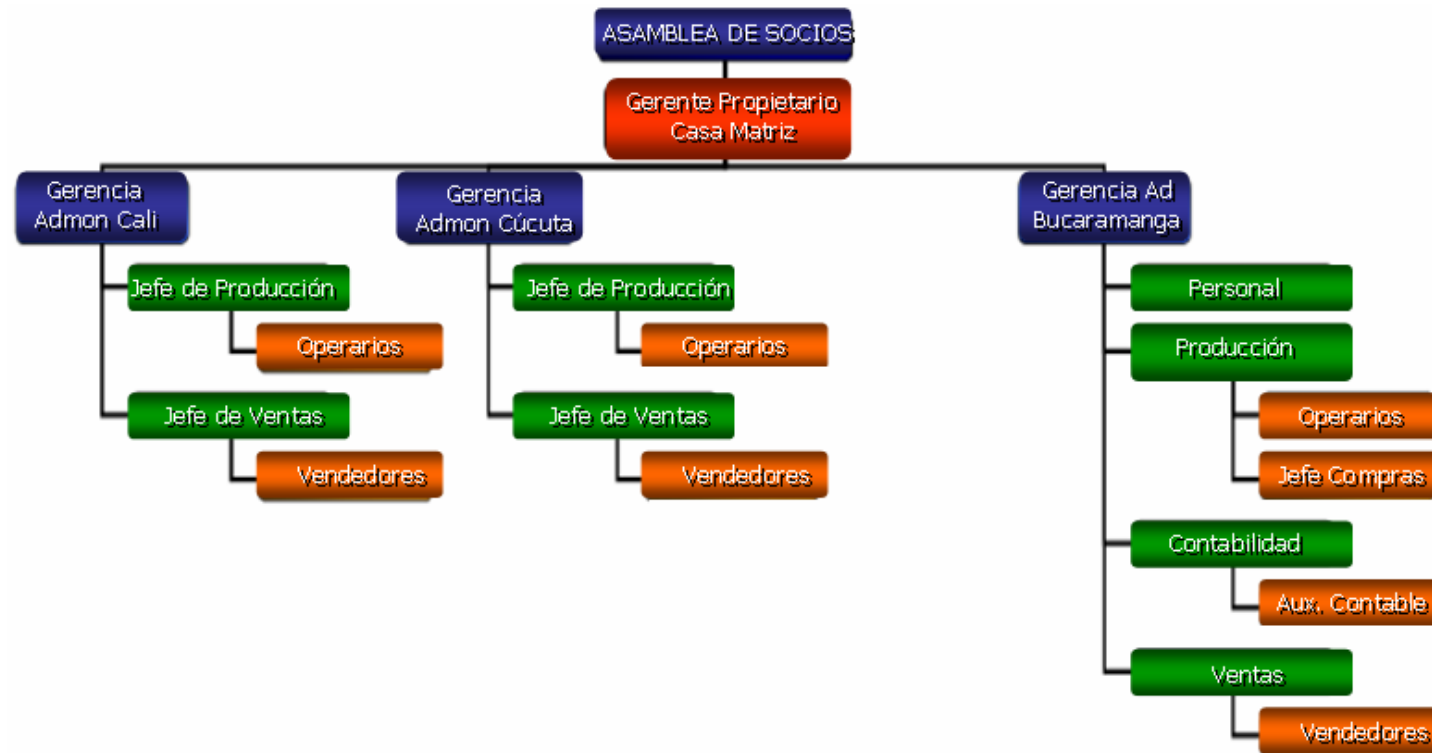 ASAMBLEA DE SOCIOS
Gerente Propietario
Casa Matriz
Gerencia
Admon Cali
Jefe de Producción
Operarios
Jefe de Ventas
Vendedores
Gerencia
Admon Cúcuta
Jefe de Producción
Operarios
Jefe de Ventas
Vendedores
Gerencia Ad
Bucaramanga
Personal
Producción
Operarios
Jefe Compras
Contabilidad
Aux. Contable
Ventas
Vendedores